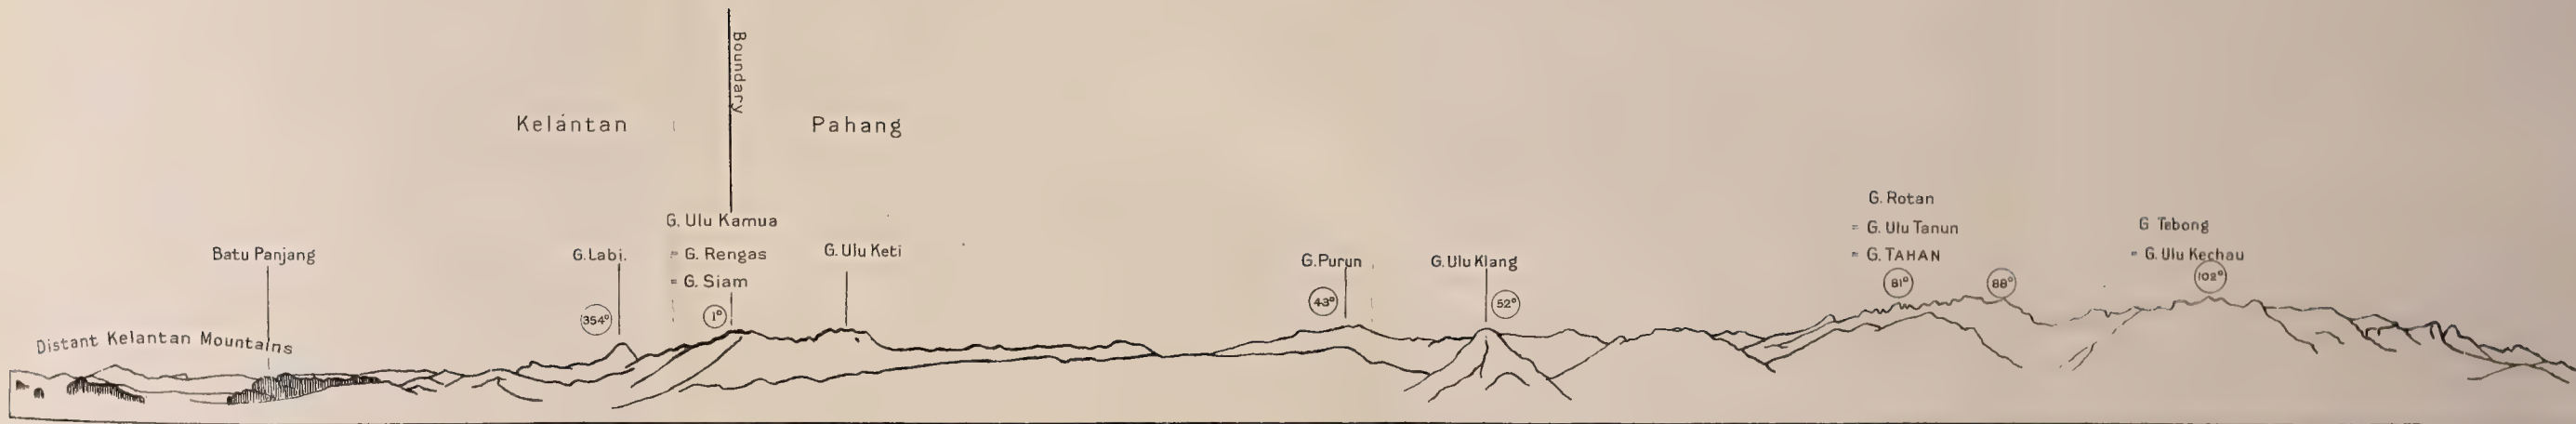 Boundary
Kelantan
Pahang
G. Ulu Kamua
= G. Rengas
= G. Siam
1°
Batu Panjang
Distant Kelantan Mountains
G. Labi.
354°
G. Ulu Keti
G. Purun
43°
G. Ulu Klang
52°
G. Rotan
= G. Ulu Tanun
= G. TAHAN
81°
88°
G Tebong
= G. Ulu Kechau
102°